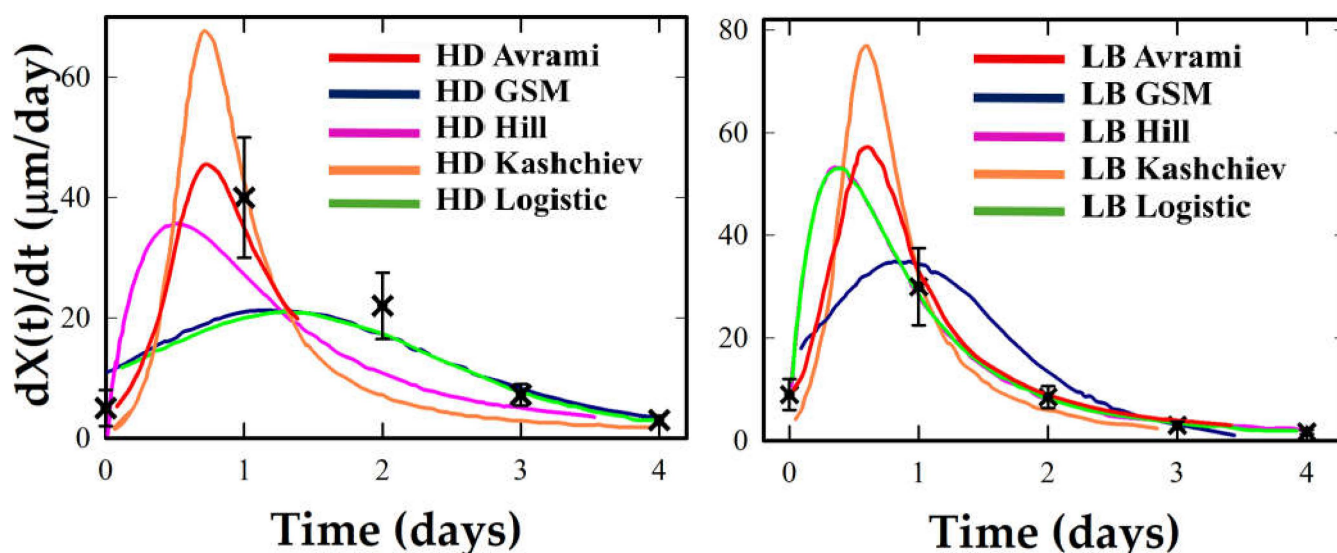 dX(t)/dt (μm/day)
60
40
20
0
HD Avrami
HD GSM
HD Hill
HD Kashchiev
HD Logistic
0 1 2 3 4
Time (days)
80
60
40
20
0
LB Avrami
LB GSM
LB Hill
LB Kashchiev
LB Logistic
0 1 2 3 4
Time (days)